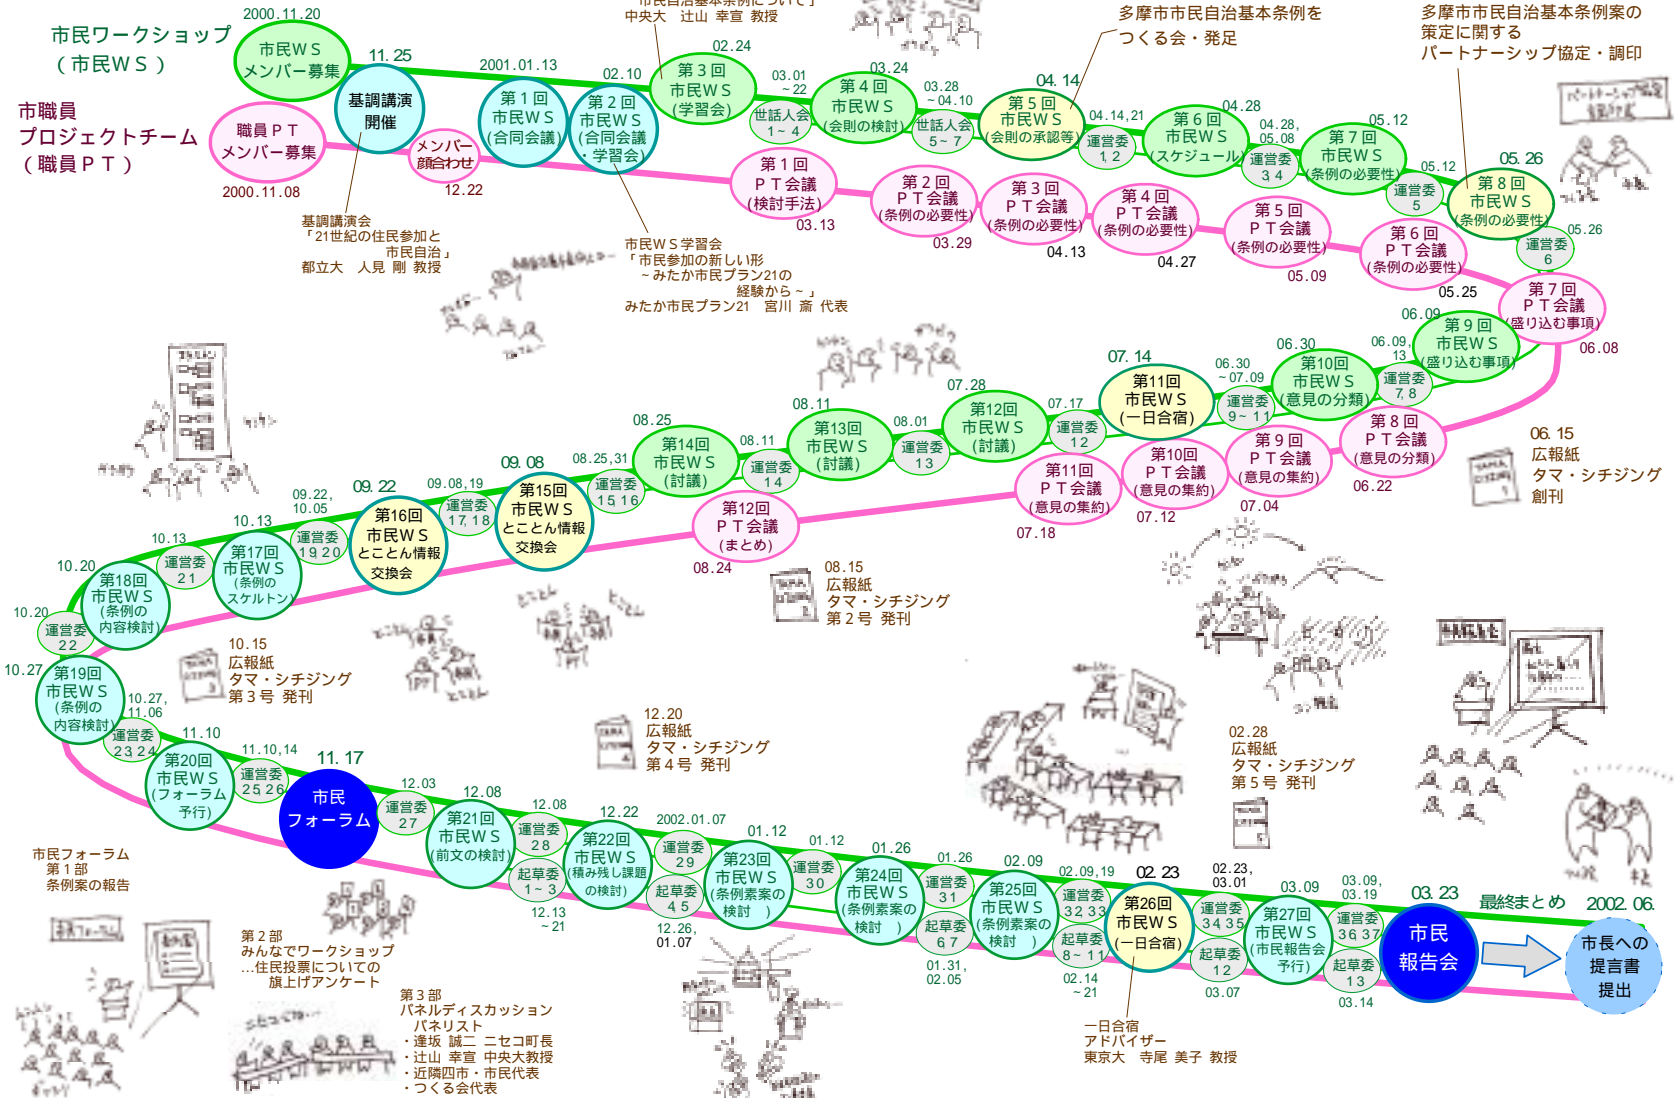 「市民自治基本条例について」
中央大　辻山 幸宣 教授
多摩市市民自治基本条例を
つくる会・発足
多摩市市民自治基本条例案の
策定に関する
パートナーシップ協定・調印
市民ワークショップ
（市民ＷＳ）
市職員
プロジェクトチーム
（職員ＰＴ）
2000.11.20
市民ＷＳ
メンバー募集
職員ＰＴ
メンバー募集
2000.11.08
11.25
基調講演
開催
メンバー
顔合わせ
12.22
2001.01.13
第１回
市民ＷＳ
(合同会議)
02.10
第２回
市民ＷＳ
(合同会議
・学習会)
02.24
第３回
市民ＷＳ
(学習会)
03.01
～22
世話人会
1～4
03.24
第４回
市民ＷＳ
(会則の検討)
03.28
～04.10
世話人会
5～7
04.14
第５回
市民ＷＳ
(会則の承認等)
04.14,21
運営委
1,2
04.28
第６回
市民ＷＳ
(スケジュール)
04.28,
05.08
運営委
3,4
05.12
第７回
市民ＷＳ
(条例の必要性)
05.12
運営委
5
05.26
第８回
市民ＷＳ
(条例の必要性)
05.26
運営委
6
第１回
ＰＴ会議
(検討手法)
03.13
第２回
ＰＴ会議
(条例の必要性)
03.29
第３回
ＰＴ会議
(条例の必要性)
04.13
第４回
ＰＴ会議
(条例の必要性)
04.27
第５回
ＰＴ会議
(条例の必要性)
05.09
第６回
ＰＴ会議
(条例の必要性)
05.25
第７回
ＰＴ会議
(盛り込む事項)
06.08
基調講演会
「21世紀の住民参加と
市民自治」
都立大　人見 剛 教授
市民ＷＳ学習会
「市民参加の新しい形
～みたか市民プラン21の
経験から～」
みたか市民プラン21　宮川 斎 代表
06.09
第９回
市民ＷＳ
(盛り込む事項)
06.09,
13
運営委
7,8
06.30
第10回
市民ＷＳ
(意見の分類)
06.30
～07.09
運営委
9～11
07.14
第11回
市民ＷＳ
(一日合宿)
07.17
運営委
12
07.28
第12回
市民ＷＳ
(討議)
08.01
運営委
13
08.11
第13回
市民ＷＳ
(討議)
08.11
運営委
14
08.25
第14回
市民ＷＳ
(討議)
08.25,31
運営委
15,16
09.08
第15回
市民ＷＳ
とことん情報
交換会
09.08,19
運営委
17,18
09.22
第16回
市民ＷＳ
とことん情報
交換会
09.22,
10.05
運営委
19,20
10.13
第17回
市民ＷＳ
(条例の
スケルトン)
10.13
運営委
21
10.20
第18回
市民ＷＳ
(条例の
内容検討)
10.20
運営委
22
第８回
ＰＴ会議
(意見の分類)
06.22
第９回
ＰＴ会議
(意見の集約)
07.04
第10回
ＰＴ会議
(意見の集約)
07.12
第11回
ＰＴ会議
(意見の集約)
07.18
第12回
ＰＴ会議
(まとめ)
08.24
06.15
広報紙
タマ・シチジング
創刊
08.15
広報紙
タマ・シチジング
第２号 発刊
10.15
広報紙
タマ・シチジング
第３号 発刊
12.20
広報紙
タマ・シチジング
第４号 発刊
02.28
広報紙
タマ・シチジング
第５号 発刊
10.27
第19回
市民ＷＳ
(条例の
内容検討)
10.27,
11.06
運営委
23,24
11.10
第20回
市民ＷＳ
(フォーラム
予行)
11.10,14
運営委
25,26
11.17
市民
フォーラム
12.03
運営委
27
12.08
第21回
市民ＷＳ
(前文の検討)
12.08
運営委
28
起草委
1～3
12.13
～21
12.22
第22回
市民ＷＳ
(積み残し課題
の検討)
2002.01.07
運営委
29
起草委
4,5
12.26,
01.07
01.12
第23回
市民ＷＳ
(条例素案の
検討　)
01.12
運営委
30
01.26
第24回
市民ＷＳ
(条例素案の
検討　)
01.26
運営委
31
起草委
6,7
01.31,
02.05
02.09
第25回
市民ＷＳ
(条例素案の
検討　)
02.09,19
運営委
32,33
起草委
8～11
02.14
～21
02.23
第26回
市民ＷＳ
(一日合宿)
02.23,
03.01
運営委
34,35
起草委
12
03.07
03.09
第27回
市民ＷＳ
(市民報告会
予行)
03.09,
03.19
運営委
36,37
起草委
13
03.14
03.23
市民
報告会
最終まとめ
2002.06.
市長への
提言書
提出
市民フォーラム
第１部
条例案の報告
第２部
みんなでワークショップ
…住民投票についての
旗上げアンケート
第３部
パネルディスカッション
パネリスト
・逢坂 誠二 ニセコ町長
・辻山 幸宣 中央大教授
・近隣四市・市民代表
・つくる会代表
一日合宿
アドバイザー
東京大　寺尾 美子 教授